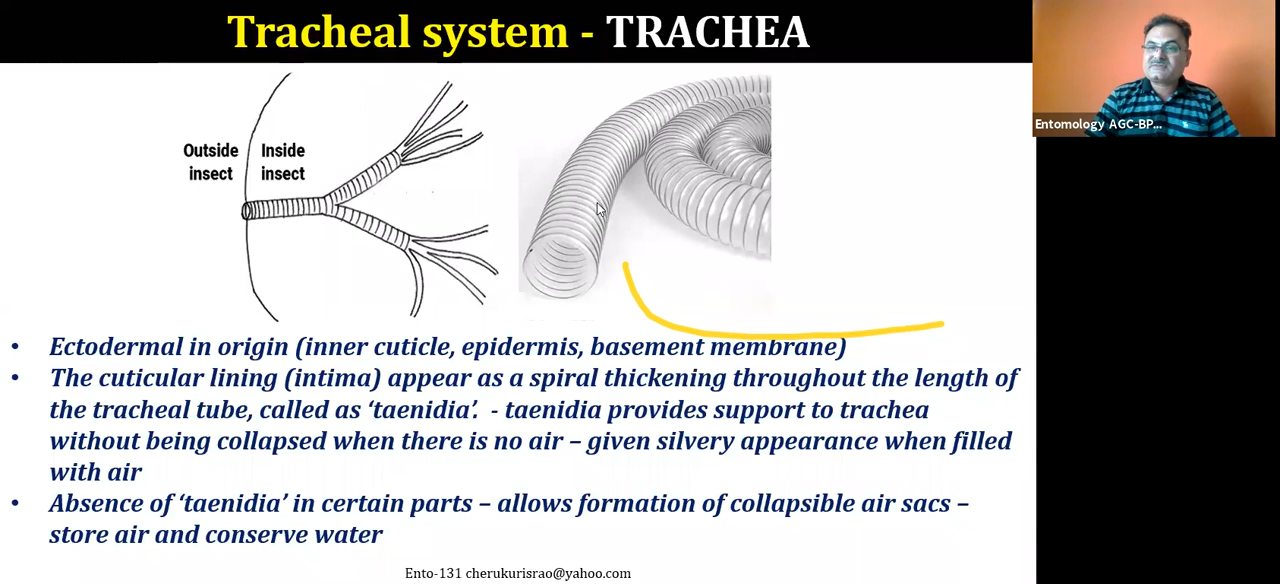 Tracheal system - TRACHEA
Entomology AGC-BP...
Outside Inside
insect insect
• Ectodermal in origin (inner cuticle, epidermis, basement membrane)
• The cuticular lining (intima) appear as a spiral thickening throughout the length of
the tracheal tube, called as ‘taenidia’. - taenidia provides support to trachea
without being collapsed when there is no air – given silvery appearance when filled
with air
• Absence of ‘taenidia’ in certain parts – allows formation of collapsible air sacs –
store air and conserve water
Ento-131 cherukurisrao@yahoo.com